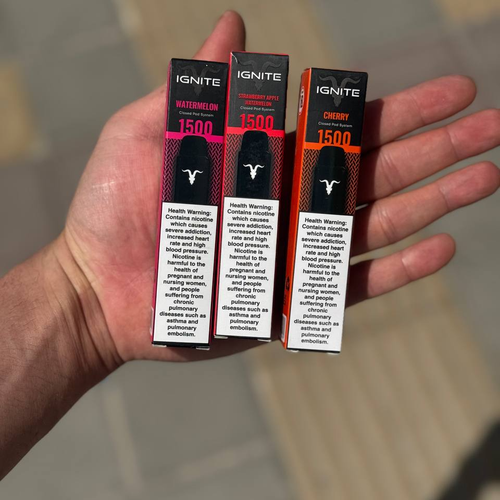 IGNITE
WATERMELON
Closed Pod System
1500
Health Warning:
Contains nicotine
which causes
severe addiction,
increased heart
rate and high
blood pressure.
Nicotine is
harmful to the
health of
pregnant and
nursing women,
and people
suffering from
chronic
pulmonary
diseases such as
asthma and
pulmonary
embolism.
IGNITE
STRAWBERRY APPLE
WATERMELON
Closed Pod System
1500
Health Warning:
Contains nicotine
which causes
severe addiction,
increased heart
rate and high
blood pressure.
Nicotine is
harmful to the
health of
pregnant and
nursing women,
and people
suffering from
chronic
pulmonary
diseases such as
asthma and
pulmonary
embolism.
IGNITE
CHERRY
Closed Pod System
1500
Health Warning:
Contains nicotine
which causes
severe addiction,
increased heart
rate and high
blood pressure.
Nicotine is
harmful to the
health of
pregnant and
nursing women,
and people
suffering from
chronic
pulmonary
diseases such as
asthma and
pulmonary
embolism.